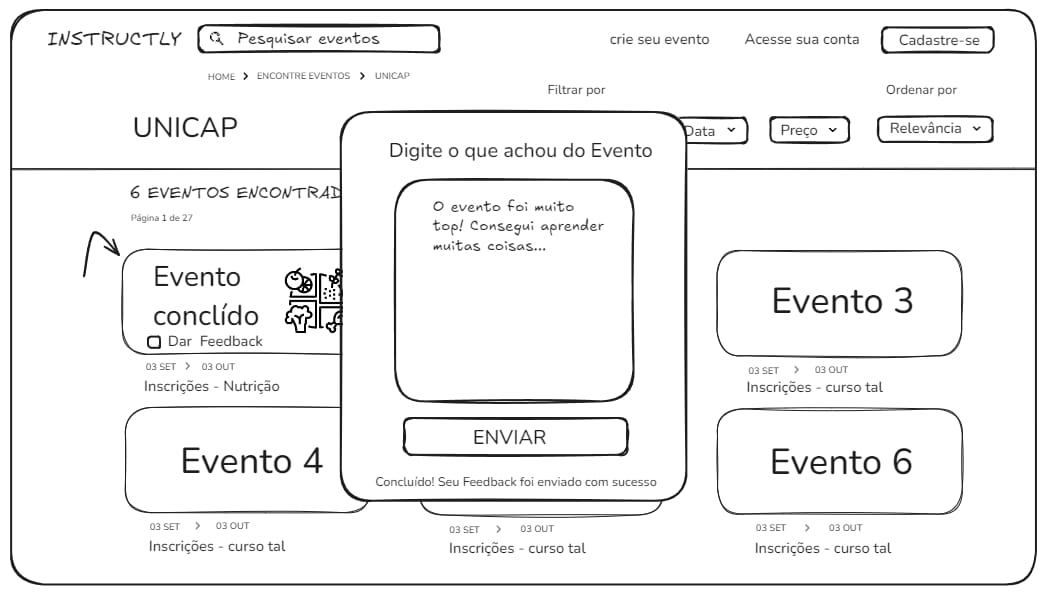 INSTRUCTLY
Pesquisar eventos
crie seu evento
Acesse sua conta
Cadastre-se
HOME > ENCONTRE EVENTOS > UNICAP
Filtrar por
Ordenar por
UNICAP
Data
Preço
Relevância
Digite o que achou do Evento
O evento foi muito
top! Consegui aprender
muitas coisas...
ENVIAR
Concluído! Seu Feedback foi enviado com sucesso
6 EVENTOS ENCONTRAD
Página 1 de 27
Evento
conclído
Dar Feedback
03 SET > 03 OUT
Inscrições - Nutrição
Evento 3
03 SET > 03 OUT
Inscrições - curso tal
Evento 4
03 SET > 03 OUT
Inscrições - curso tal
03 SET > 03 OUT
Inscrições - curso tal
Evento 6
03 SET > 03 OUT
Inscrições - curso tal